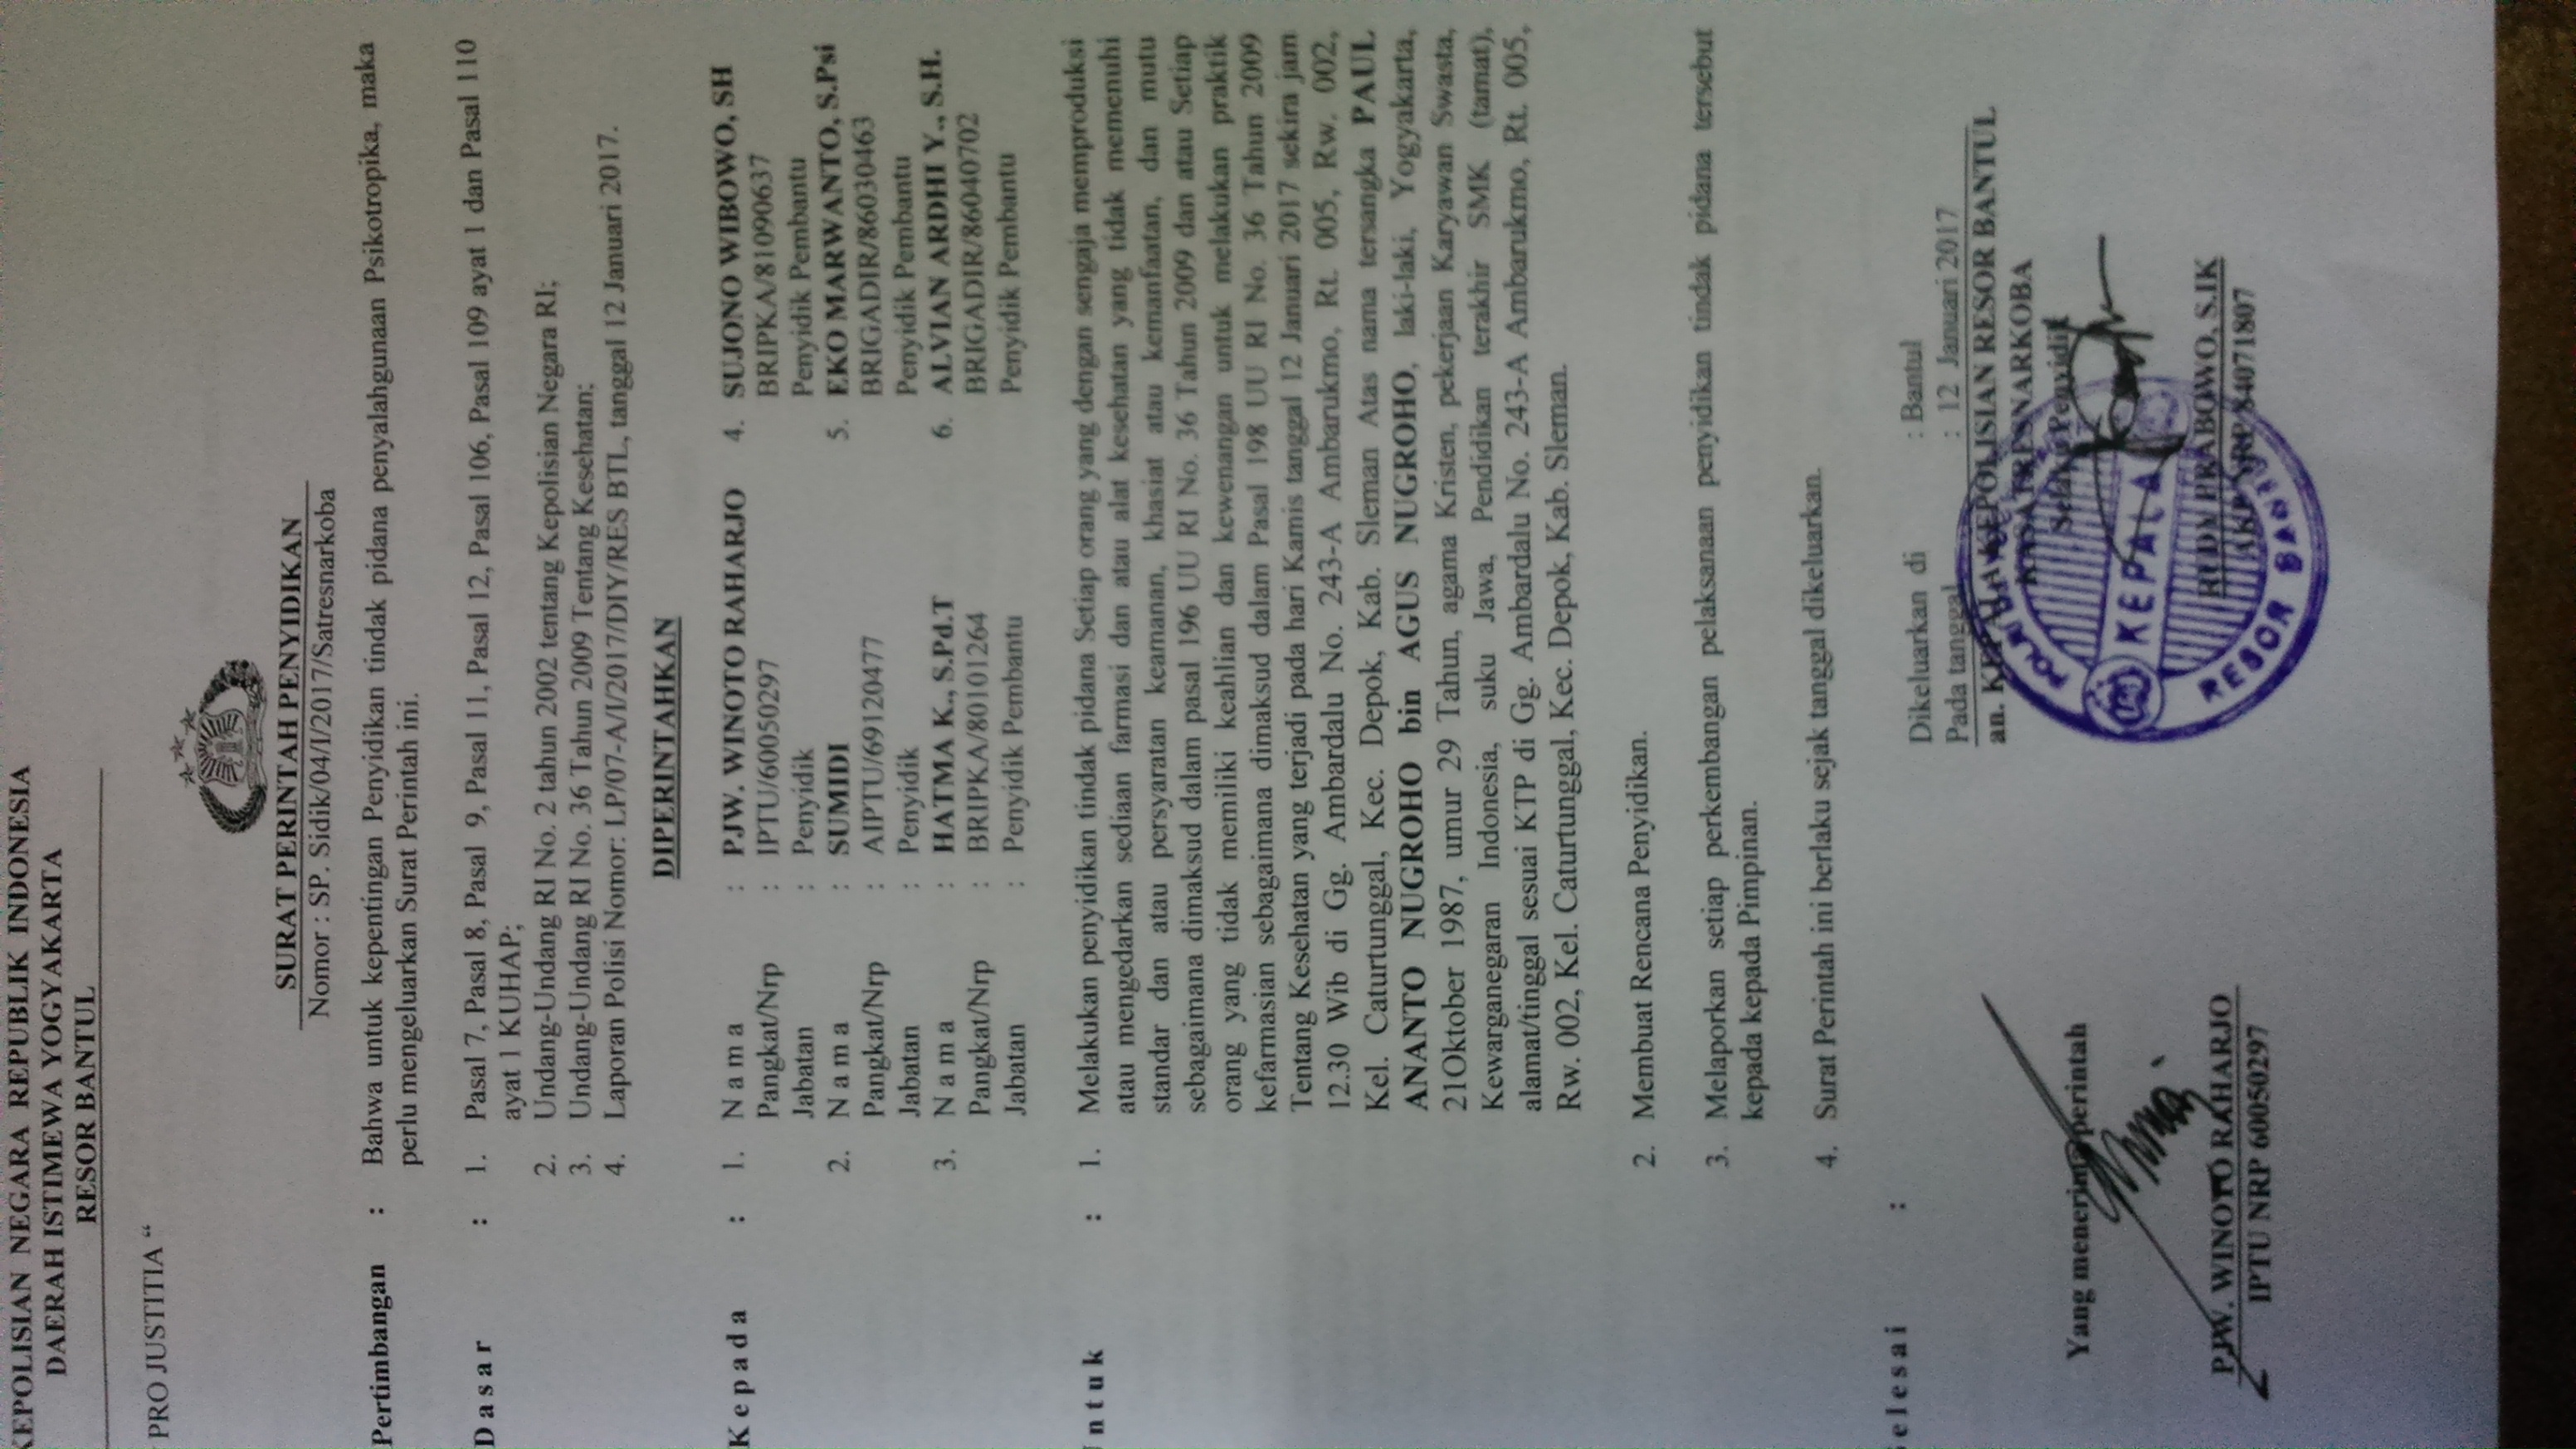 KEPOLISIAN NEGARA REPUBLIK INDONESIA
DAERAH ISTIMEWA YOGYAKARTA
RESOR BANTUL
PRO JUSTITIA “
SURAT PERINTAH PENYIDIKAN
Nomor : SP. Sidik/04/I/2017/Satresnarkoba
Pertimbangan : Bahwa untuk kepentingan Penyidikan tindak pidana penyalahgunaan Psikotropika, maka
perlu mengeluarkan Surat Perintah ini.
D a s a r : 1. Pasal 7, Pasal 8, Pasal 9, Pasal 11, Pasal 12, Pasal 106, Pasal 109 ayat 1 dan Pasal 110
ayat 1 KUHAP;
2. Undang-Undang RI No. 2 tahun 2002 tentang Kepolisian Negara RI;
3. Undang-Undang RI No. 36 Tahun 2009 Tentang Kesehatan;
4. Laporan Polisi Nomor: LP/07-A/I/2017/DIY/RES BTL, tanggal 12 Januari 2017.
DIPERINTAHKAN
K e p a d a : 1. N a m a : PJW. WINOTO RAHARJO 4. SUJONO WIBOWO, SH
Pangkat/Nrp : IPTU/60050297 BRIPKA/81090637
Jabatan : Penyidik Penyidik Pembantu
2. N a m a : SUMIDI 5. EKO MARWANTO, S.Psi
Pangkat/Nrp : AIPTU/69120477 BRIGADIR/86030463
Jabatan : Penyidik Penyidik Pembantu
3. N a m a : HATMA K., S.Pd.T 6. ALVIAN ARDHI Y., S.H.
Pangkat/Nrp : BRIPKA/80101264 BRIGADIR/86040702
Jabatan : Penyidik Pembantu Penyidik Pembantu
U n t u k : 1. Melakukan penyidikan tindak pidana Setiap orang yang dengan sengaja memproduksi
atau mengedarkan sediaan farmasi dan atau alat kesehatan yang tidak memenuhi
standar dan atau persyaratan keamanan, khasiat atau kemanfaatan, dan mutu
sebagaimana dimaksud dalam pasal 196 UU RI No. 36 Tahun 2009 dan atau Setiap
orang yang tidak memiliki keahlian dan kewenangan untuk melakukan praktik
kefarmasian sebagaimana dimaksud dalam Pasal 198 UU RI No. 36 Tahun 2009
Tentang Kesehatan yang terjadi pada hari Kamis tanggal 12 Januari 2017 sekira jam
12.30 Wib di Gg. Ambardalu No. 243-A Ambarukmo, Rt. 005, Rw. 002,
Kel. Caturtunggal, Kec. Depok, Kab. Sleman Atas nama tersangka PAUL
ANANTO NUGROHO bin AGUS NUGROHO, laki-laki, Yogyakarta,
21Oktober 1987, umur 29 Tahun, agama Kristen, pekerjaan Karyawan Swasta,
Kewarganegaran Indonesia, suku Jawa, Pendidikan terakhir SMK (tamat),
alamat/tinggal sesuai KTP di Gg. Ambardalu No. 243-A Ambarukmo, Rt. 005,
Rw. 002, Kel. Caturtunggal, Kec. Depok, Kab. Sleman.
2. Membuat Rencana Penyidikan.
3. Melaporkan setiap perkembangan pelaksanaan penyidikan tindak pidana tersebut
kepada kepada Pimpinan.
4. Surat Perintah ini berlaku sejak tanggal dikeluarkan.
S e l e s a i :
Dikeluarkan di : Bantul
Pada tanggal : 12 Januari 2017
an. KEPALA KEPOLISIAN RESOR BANTUL
KASATRESNARKOBA
Selaku Penyidik
Yang menerima perintah
KEPALA
RESOR BANTUL
PJW. WINOTO RAHARJO
IPTU NRP 60050297
PRABOWO, S.IK
AKP NRP 84071807